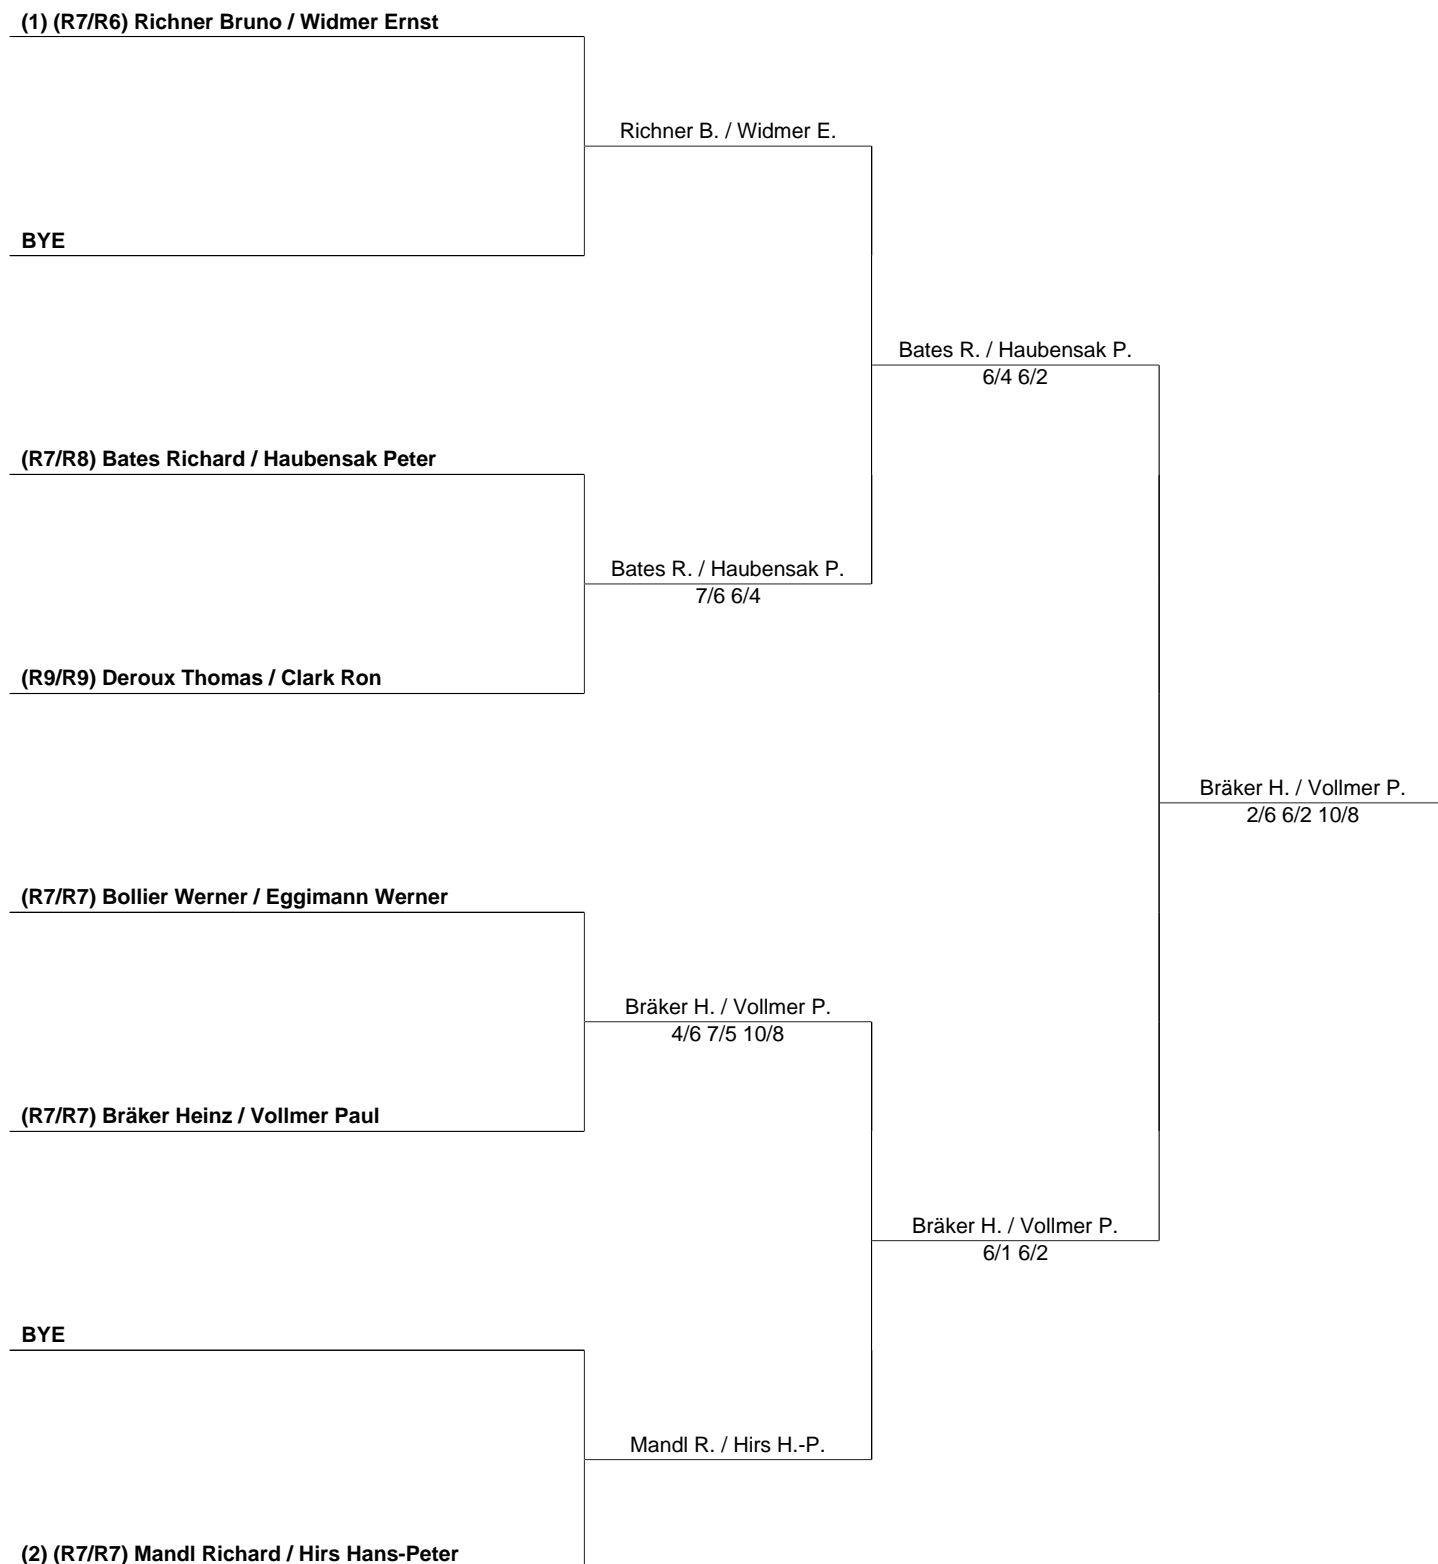 (1) (R7/R6) Richner Bruno / Widmer Ernst
Richner B. / Widmer E.
BYE
Bates R. / Haubensak P.
6/4 6/2
(R7/R8) Bates Richard / Haubensak Peter
Bates R. / Haubensak P.
7/6 6/4
(R9/R9) Deroux Thomas / Clark Ron
Bräker H. / Vollmer P.
2/6 6/2 10/8
(R7/R7) Bollier Werner / Eggimann Werner
Bräker H. / Vollmer P.
4/6 7/5 10/8
(R7/R7) Bräker Heinz / Vollmer Paul
Bräker H. / Vollmer P.
6/1 6/2
BYE
Mandl R. / Hirs H.-P.
(2) (R7/R7) Mandl Richard / Hirs Hans-Peter